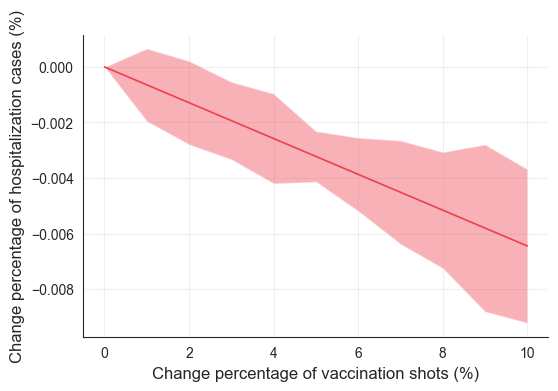 Change percentage of hospitalization cases (%)
0.000
−0.002
−0.004
−0.006
−0.008
0 2 4 6 8 10
Change percentage of vaccination shots (%)